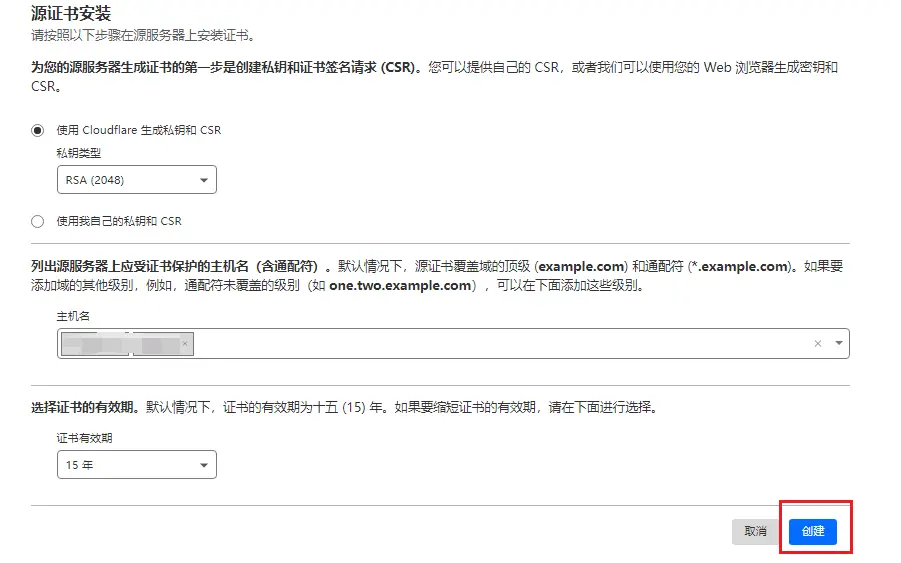 源证书安装
请按照以下步骤在源服务器上安装证书。
为您的源服务器生成证书的第一步是创建私钥和证书签名请求 (CSR)。您可以提供自己的 CSR，或者我们可以使用您的 Web 浏览器生成密钥和
CSR。
使用 Cloudflare 生成私钥和 CSR
私钥类型
RSA (2048)
使用我自己的私钥和 CSR
列出源服务器上应受证书保护的主机名（含通配符）。默认情况下，源证书覆盖域的顶级 (example.com) 和通配符 (*.example.com)。如果要
添加域的其他级别，例如，通配符未覆盖的级别（如 one.two.example.com），可以在下面添加这些级别。
主机名
选择证书的有效期。默认情况下，证书的有效期为十五 (15) 年。如果要缩短证书的有效期，请在下面进行选择。
证书有效期
15 年
取消 创建